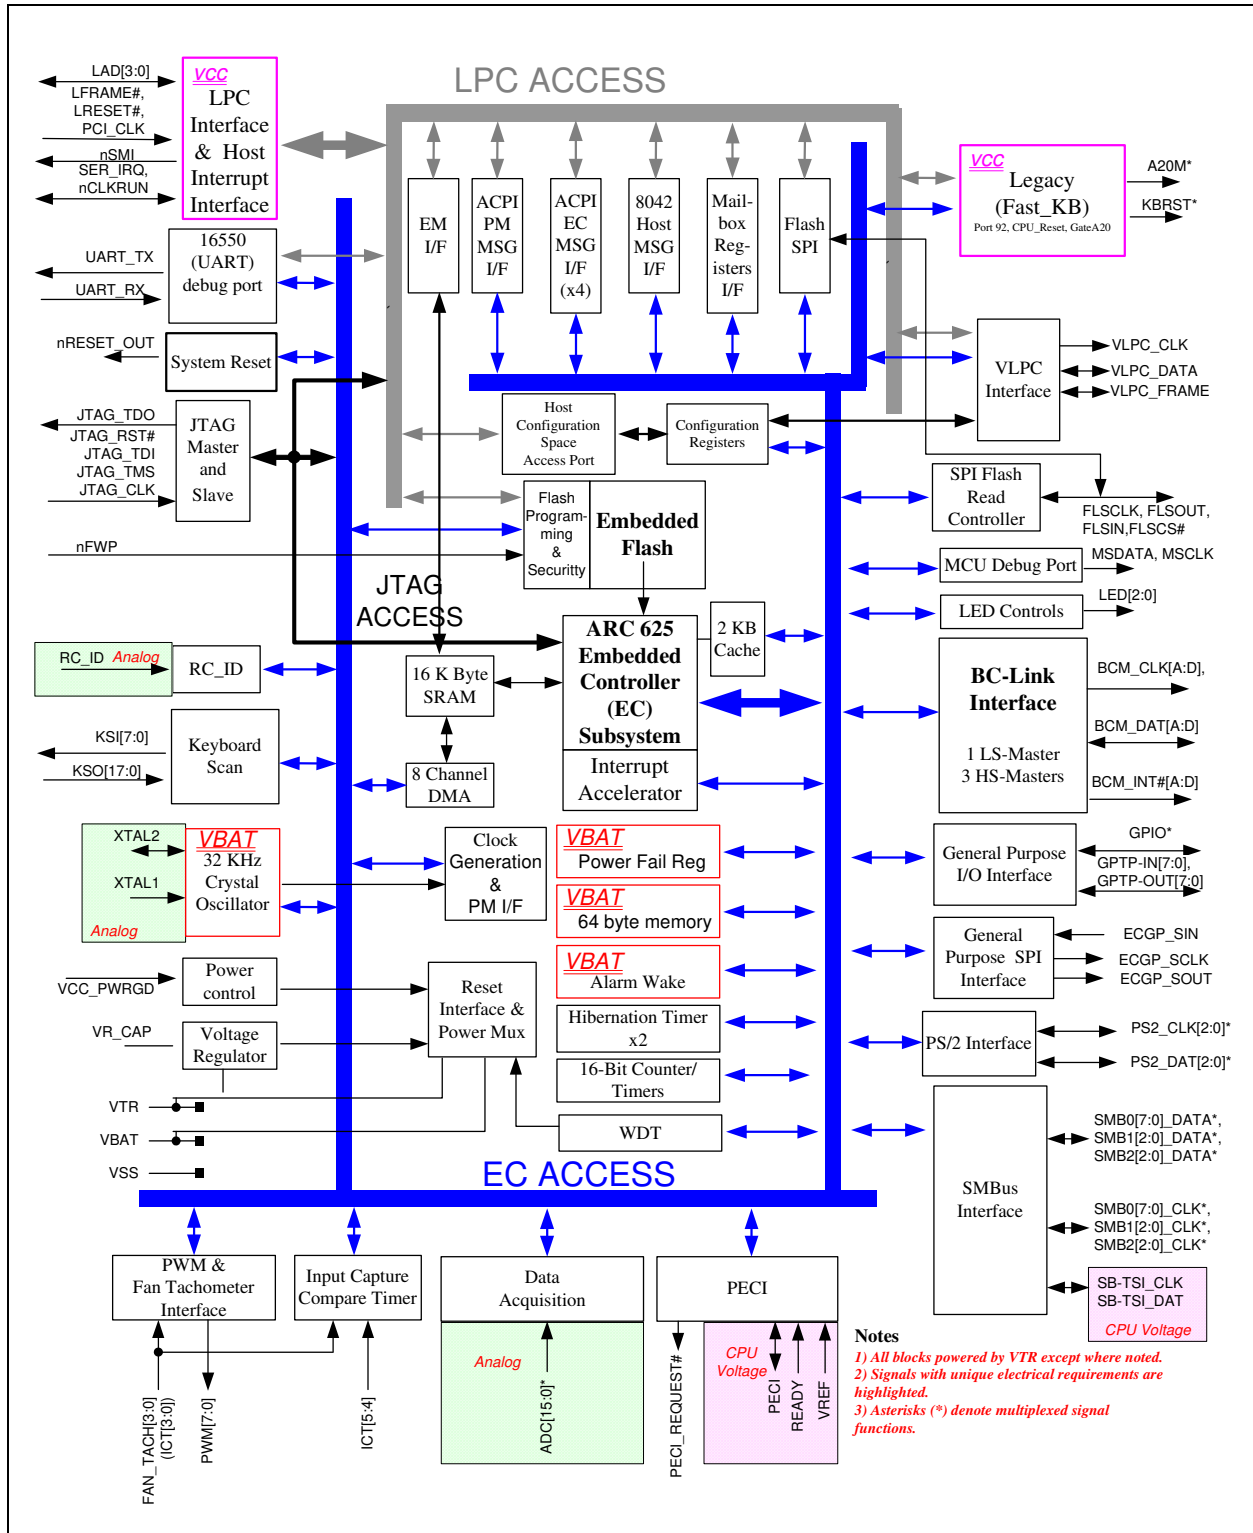 LPC ACCESS
LAD[3:0]
LFRAME#,
LRESET#,
PCI_CLK
nSMI
SER_IRQ,
nCLKRUN
VCC
LPC
Interface
& Host
Interrupt
Interface
EM
I/F
ACPI
PM
MSG
I/F
ACPI
EC
MSG
I/F
(x4)
8042
Host
MSG
I/F
Mail-
box
Reg-
isters
I/F
Flash
SPI
VCC
Legacy
(Fast_KB)
Port 92, CPU_Reset, GateA20
A20M*
KBRST*
UART_TX
UART_RX
16550
(UART)
debug port
nRESET_OUT
System Reset
VLPC
Interface
VLPC_CLK
VLPC_DATA
VLPC_FRAME
JTAG_TDO
JTAG_RST#
JTAG_TDI
JTAG_TMS
JTAG_CLK
JTAG
Master
and
Slave
Host
Configuration
Space
Access Port
Configuration
Registers
SPI Flash
Read
Controller
FLSCLK, FLSOUT,
FLSIN,FLSCS#
nFWP
Flash
Program-
ming
&
Securitty
Embedded
Flash
MCU Debug Port
MSDATA, MSCLK
JTAG
ACCESS
LED Controls
LED[2:0]
ARC 625
Embedded
Controller
(EC)
Subsystem
2 KB
Cache
RC_ID Analog
RC_ID
16 K Byte
SRAM
BC-Link
Interface
1 LS-Master
3 HS-Masters
BCM_CLK[A:D],
BCM_DAT[A:D]
BCM_INT#[A:D]
KSI[7:0]
KSO[17:0]
Keyboard
Scan
8 Channel
DMA
Interrupt
Accelerator
XTAL2
XTAL1
Analog
VBAT
32 KHz
Crystal
Oscillator
Clock
Generation
&
PM I/F
VBAT
Power Fail Reg
General Purpose
I/O Interface
GPIO*
GPTP-IN[7:0],
GPTP-OUT[7:0]
VBAT
64 byte memory
General
Purpose SPI
Interface
ECGP_SIN
ECGP_SCLK
ECGP_SOUT
VCC_PWRGD
Power
control
Reset
Interface &
Power Mux
VBAT
Alarm Wake
VR_CAP
Voltage
Regulator
Hibernation Timer
x2
PS/2 Interface
PS2_CLK[2:0]*
PS2_DAT[2:0]*
16-Bit Counter/
Timers
VTR
VBAT
VSS
WDT
EC ACCESS
SMBus
Interface
SMB0[7:0]_DATA*,
SMB1[2:0]_DATA*,
SMB2[2:0]_DATA*
SMB0[7:0]_CLK*,
SMB1[2:0]_CLK*,
SMB2[2:0]_CLK*
SB-TSI_CLK
SB-TSI_DAT
CPU Voltage
PWM &
Fan Tachometer
Interface
Input Capture
Compare Timer
Data
Acquisition
PECI
Analog
CPU
Voltage
FAN_TACH[3:0]
(ICT[3:0])
PWM[7:0]
ICT[5:4]
ADC[15:0]*
PECI_REQUEST#
PECI
READY
VREF
Notes
1) All blocks powered by VTR except where noted.
2) Signals with unique electrical requirements are
highlighted.
3) Asterisks (*) denote multiplexed signal
functions.